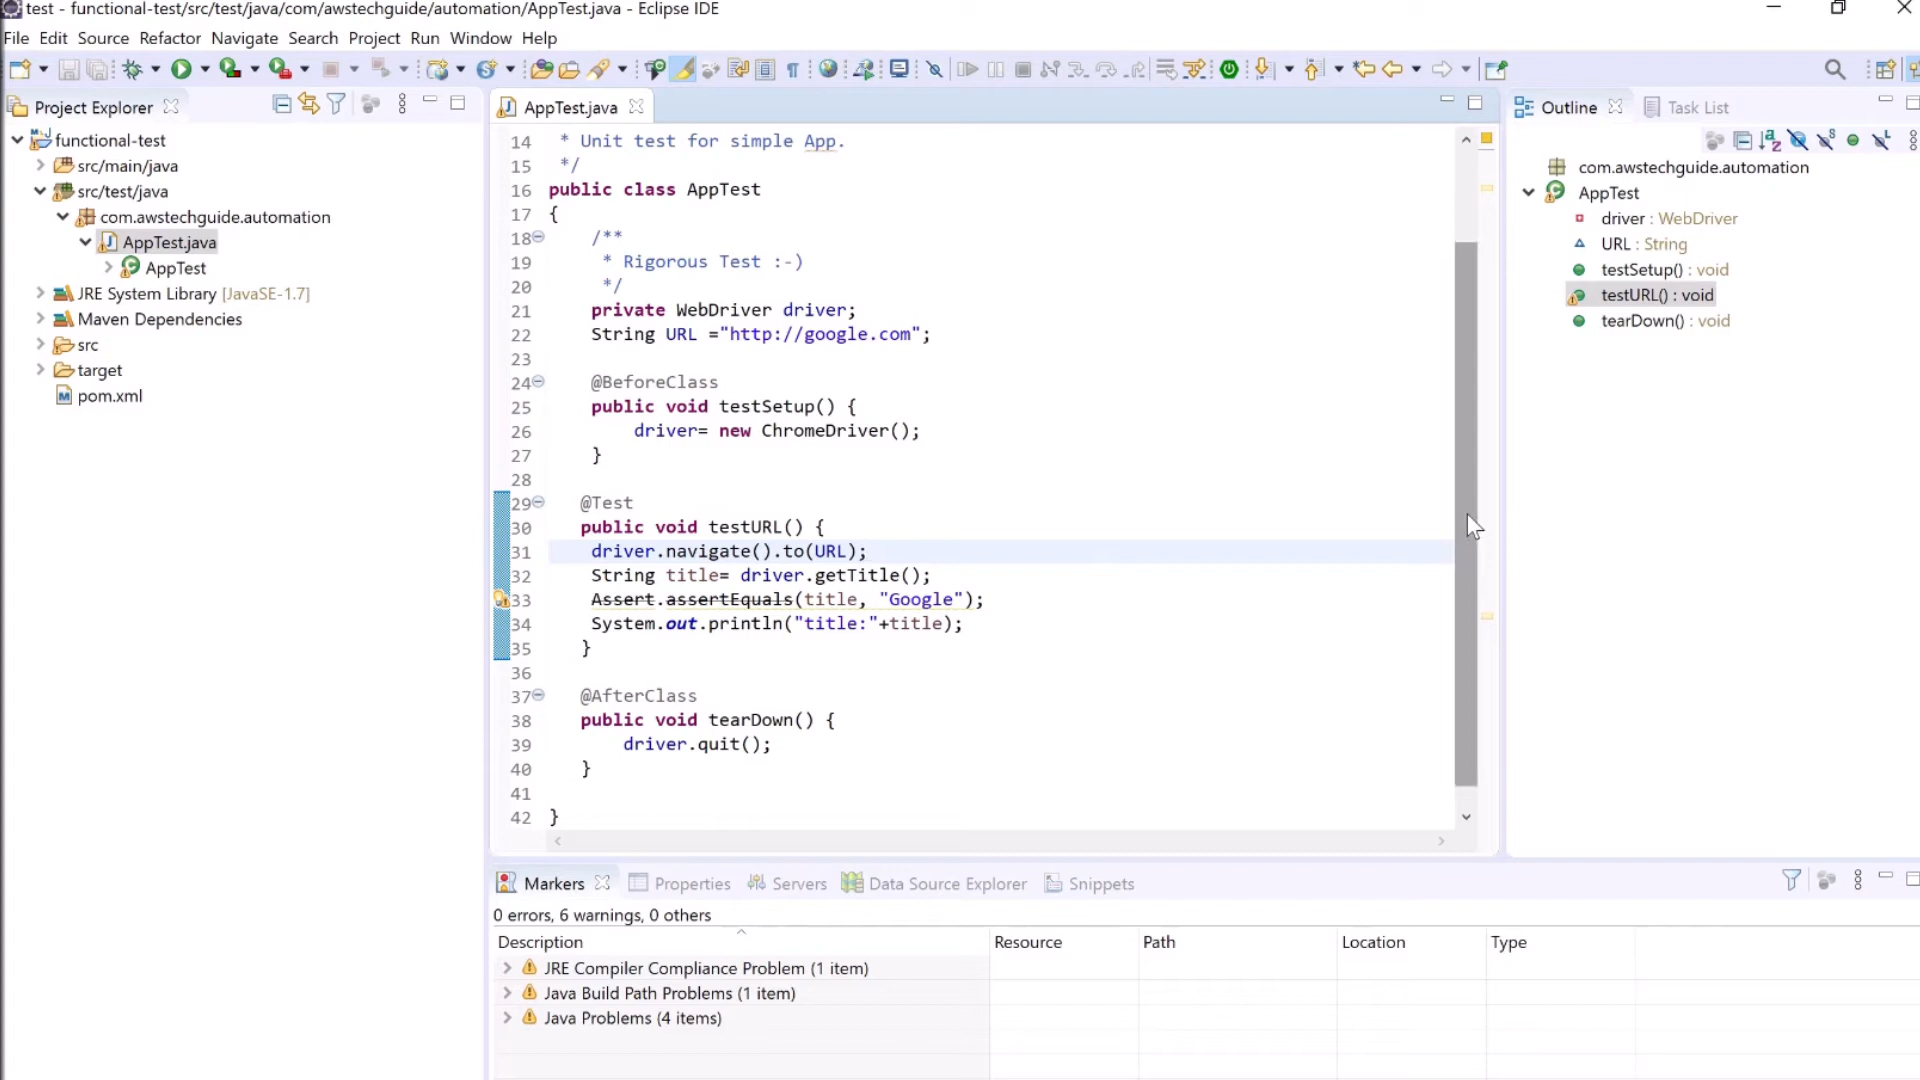 test - functional-test/src/test/java/com/awstechguide/automation/AppTest.java - Eclipse IDE
File Edit Source Refactor Navigate Search Project Run Window Help
Project Explorer
functional-test
src/main/java
src/test/java
com.awstechguide.automation
AppTest.java
AppTest
JRE System Library [JavaSE-1.7]
Maven Dependencies
src
target
pom.xml
AppTest.java
14 * Unit test for simple App.
15 */
16 public class AppTest
17 {
18 /**
19 * Rigorous Test :-)
20 */
21 private WebDriver driver;
22 String URL ="http://google.com";
23
24 @BeforeClass
25 public void testSetup() {
26 driver= new ChromeDriver();
27 }
28
29 @Test
30 public void testURL() {
31 driver.navigate().to(URL);
32 String title= driver.getTitle();
33 Assert.assertEquals(title, "Google");
34 System.out.println("title:"+title);
35 }
36
37 @AfterClass
38 public void tearDown() {
39 driver.quit();
40 }
41
42 }
Outline Task List
com.awstechguide.automation
AppTest
driver : WebDriver
URL : String
testSetup() : void
testURL() : void
tearDown() : void
Markers Properties Servers Data Source Explorer Snippets
0 errors, 6 warnings, 0 others
Description Resource Path Location Type
JRE Compiler Compliance Problem (1 item)
Java Build Path Problems (1 item)
Java Problems (4 items)